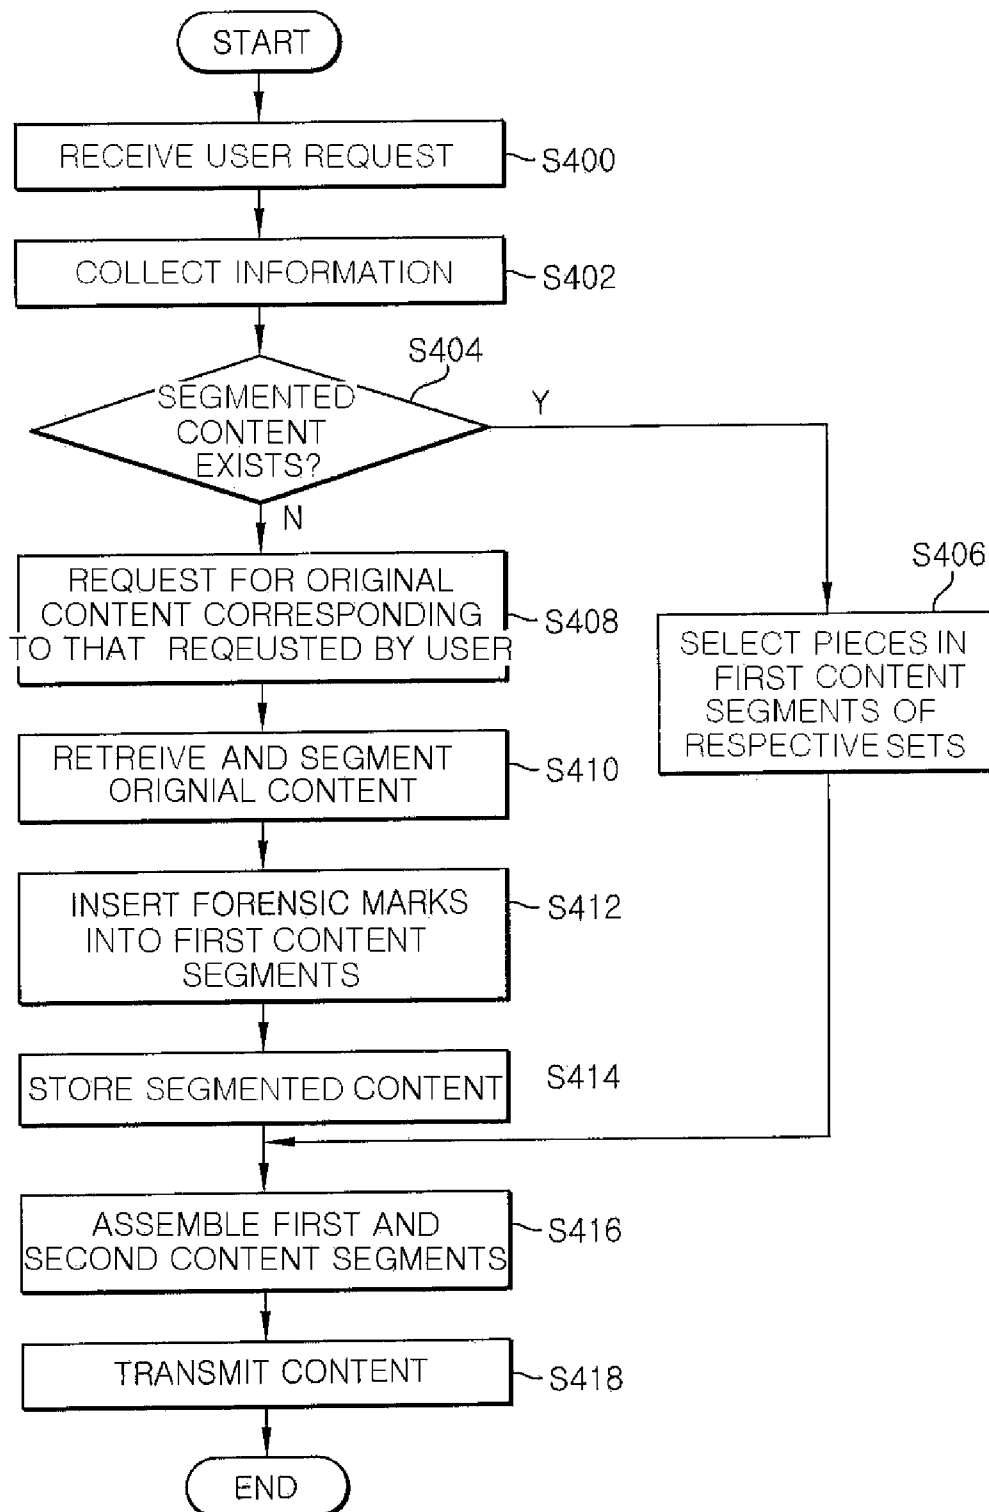 START
RECEIVE USER REQUEST
S400
COLLECT INFORMATION
S402
S404
SEGMENTED
CONTENT
EXISTS?
Y
N
S406
SELECT PIECES IN
FIRST CONTENT
SEGMENTS OF
RESPECTIVE SETS
REQUEST FOR ORIGINAL
CONTENT CORRESPONDING
TO THAT REQEUSTED BY USER
S408
RETREIVE AND SEGMENT
ORIGNIAL CONTENT
S410
INSERT FORENSIC MARKS
INTO FIRST CONTENT
SEGMENTS
S412
STORE SEGMENTED CONTENT
S414
ASSEMBLE FIRST AND
SECOND CONTENT SEGMENTS
S416
TRANSMIT CONTENT
S418
END